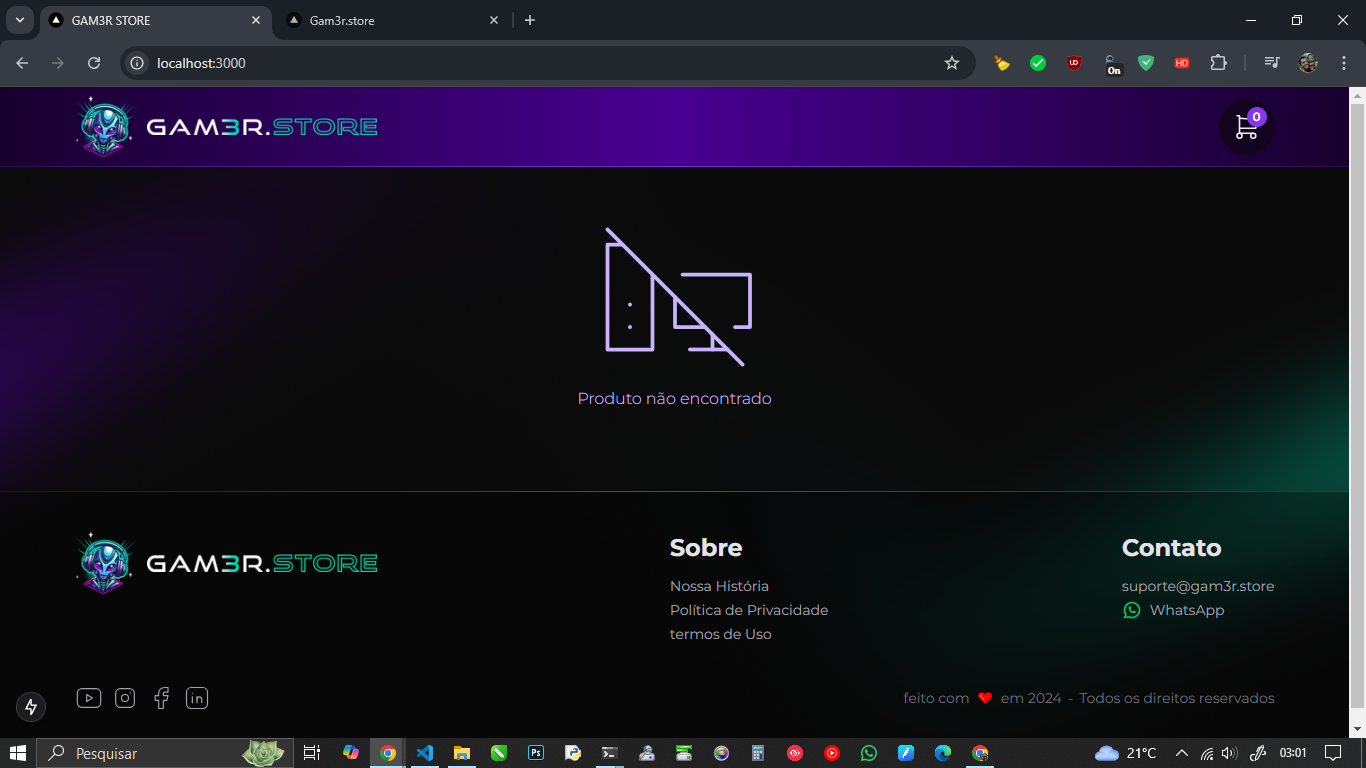 GAM3R STORE
Gam3r.store
localhost:3000
UD
On
HD
GAM3R.STORE
0
Produto não encontrado
GAM3R.STORE
Sobre
Nossa História
Política de Privacidade
termos de Uso
Contato
suporte@gam3r.store
WhatsApp
in
feito com ❤ em 2024 - Todos os direitos reservados
Pesquisar
Ps
21°C
03:01